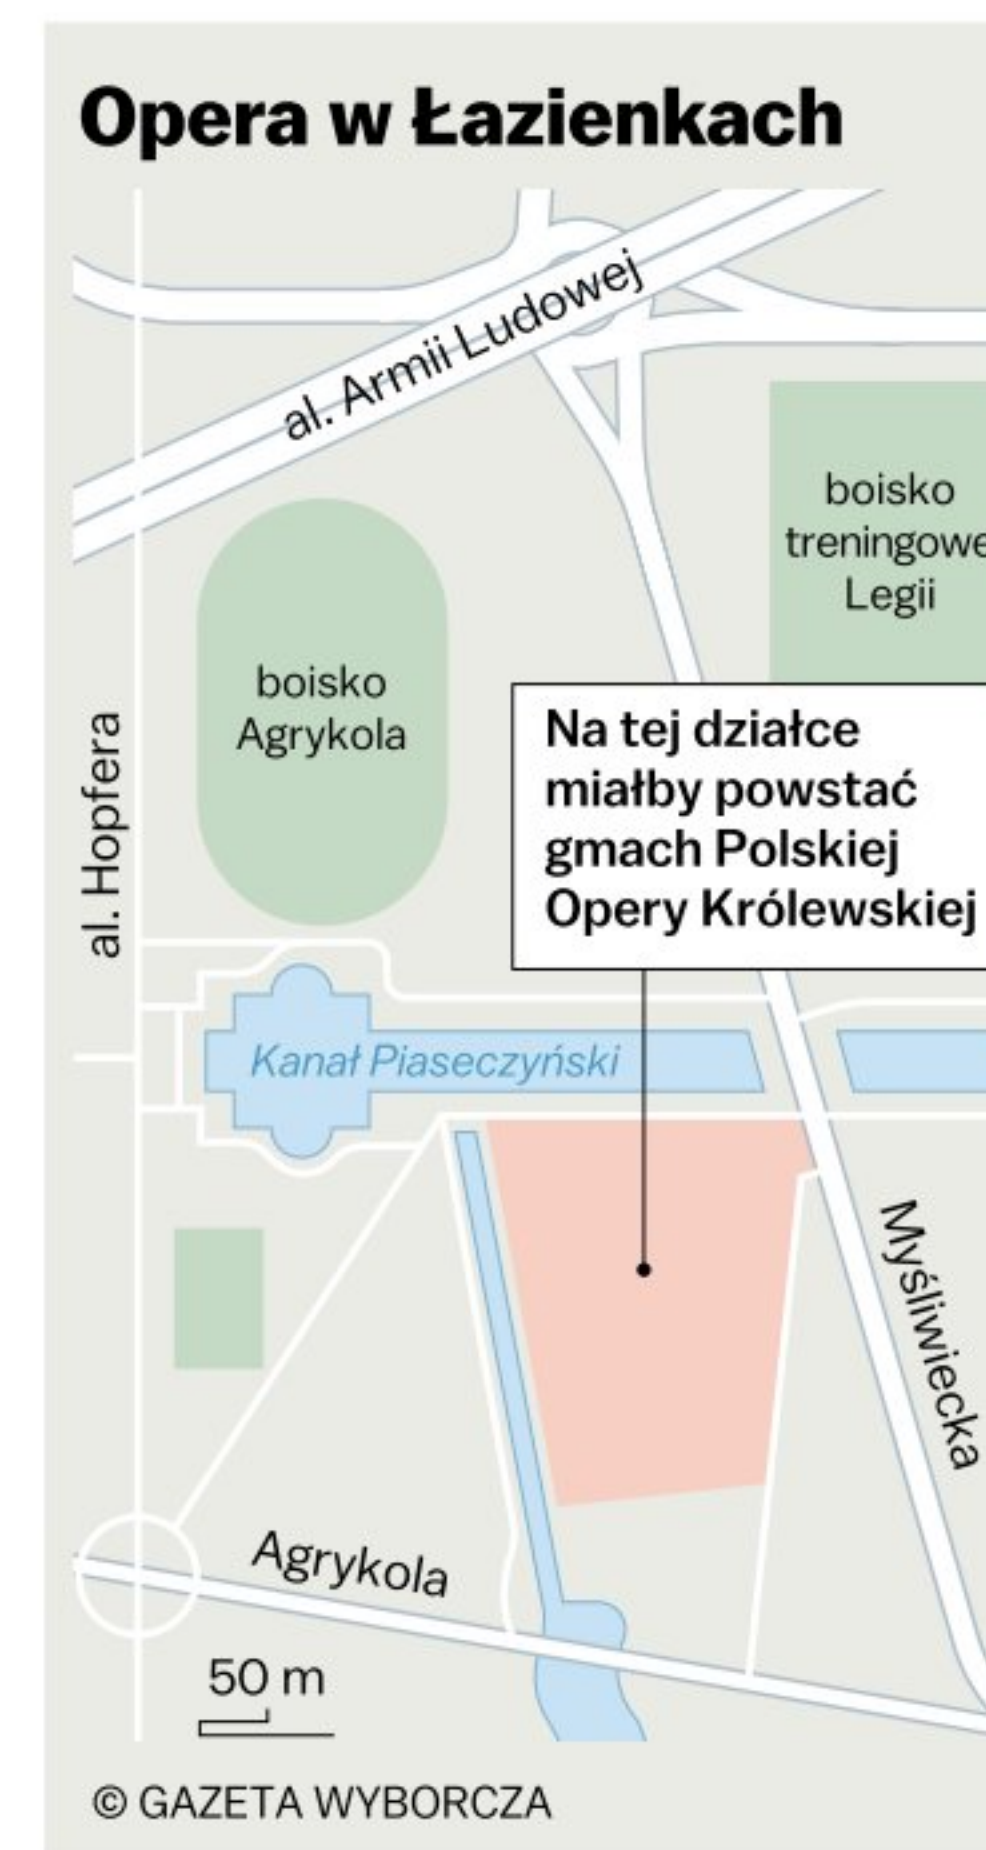 Opera w Łazienkach
al. Armii Ludowej
boisko
treningowe
Legii
boisko
Agrykola
al. Hopfera
Na tej działce
miałby powstać
gmach Polskiej
Opery Królewskiej
Kanał Piaseczyński
Myśliwiecka
Agrykola
50 m
© GAZETA WYBORCZA